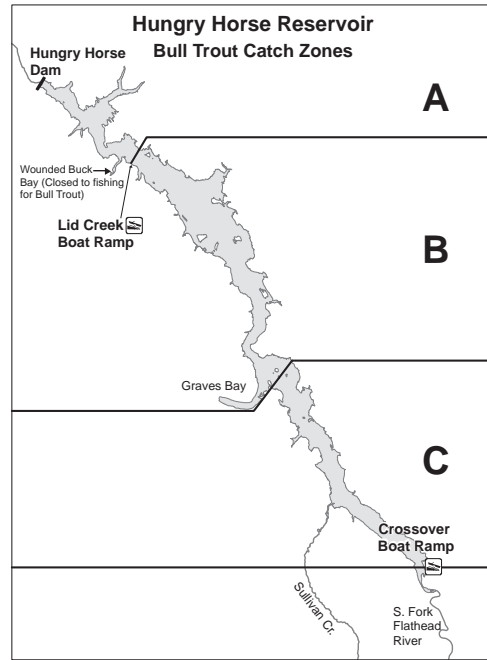 Hungry Horse Reservoir
Bull Trout Catch Zones
Hungry Horse
Dam
A
Wounded Buck
Bay (Closed to fishing
for Bull Trout)
Lid Creek
Boat Ramp
B
Graves Bay
C
Crossover
Boat Ramp
Sullivan Cr.
S. Fork
Flathead
River